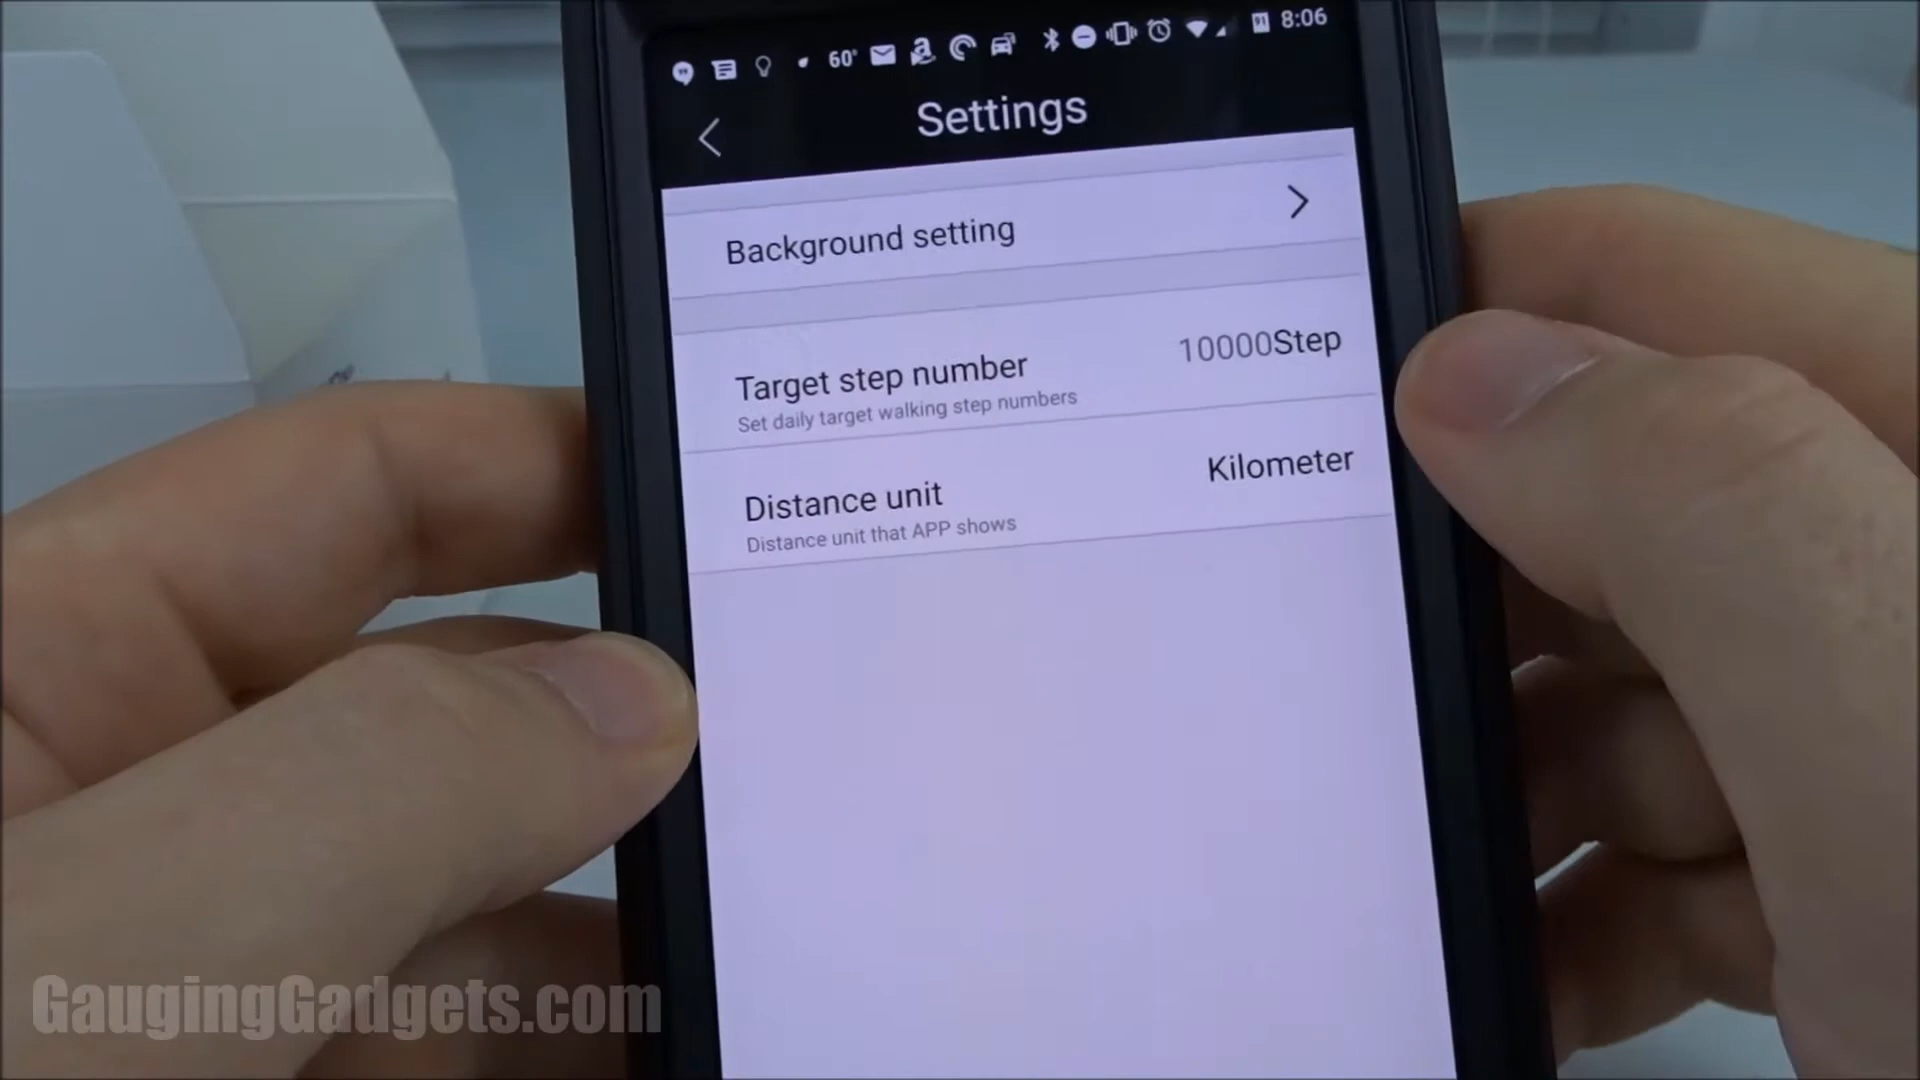 60° 91 8:06
Settings
Background setting
Target step number 10000Step
Set daily target walking step numbers
Distance unit Kilometer
Distance unit that APP shows
GaugingGadgets.com